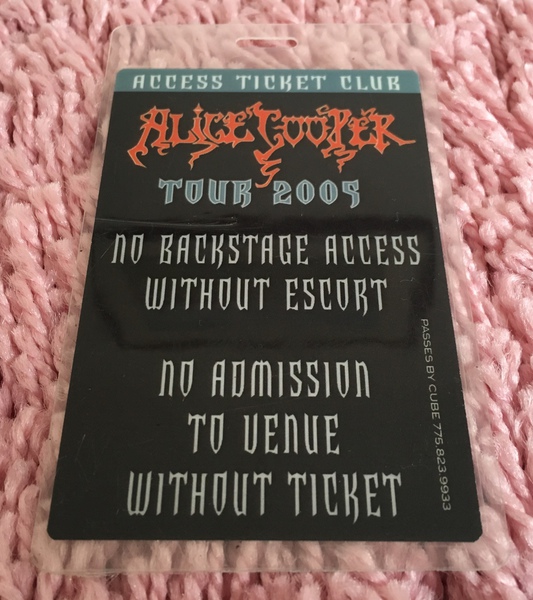 ACCESS TICKET CLUB
ALICE COOPER
TOUR 2005
NO BACKSTAGE ACCESS
WITHOUT ESCORT
NO ADMISSION
TO VENUE
WITHOUT TICKET
PASSES BY CUBE 775.823.9933